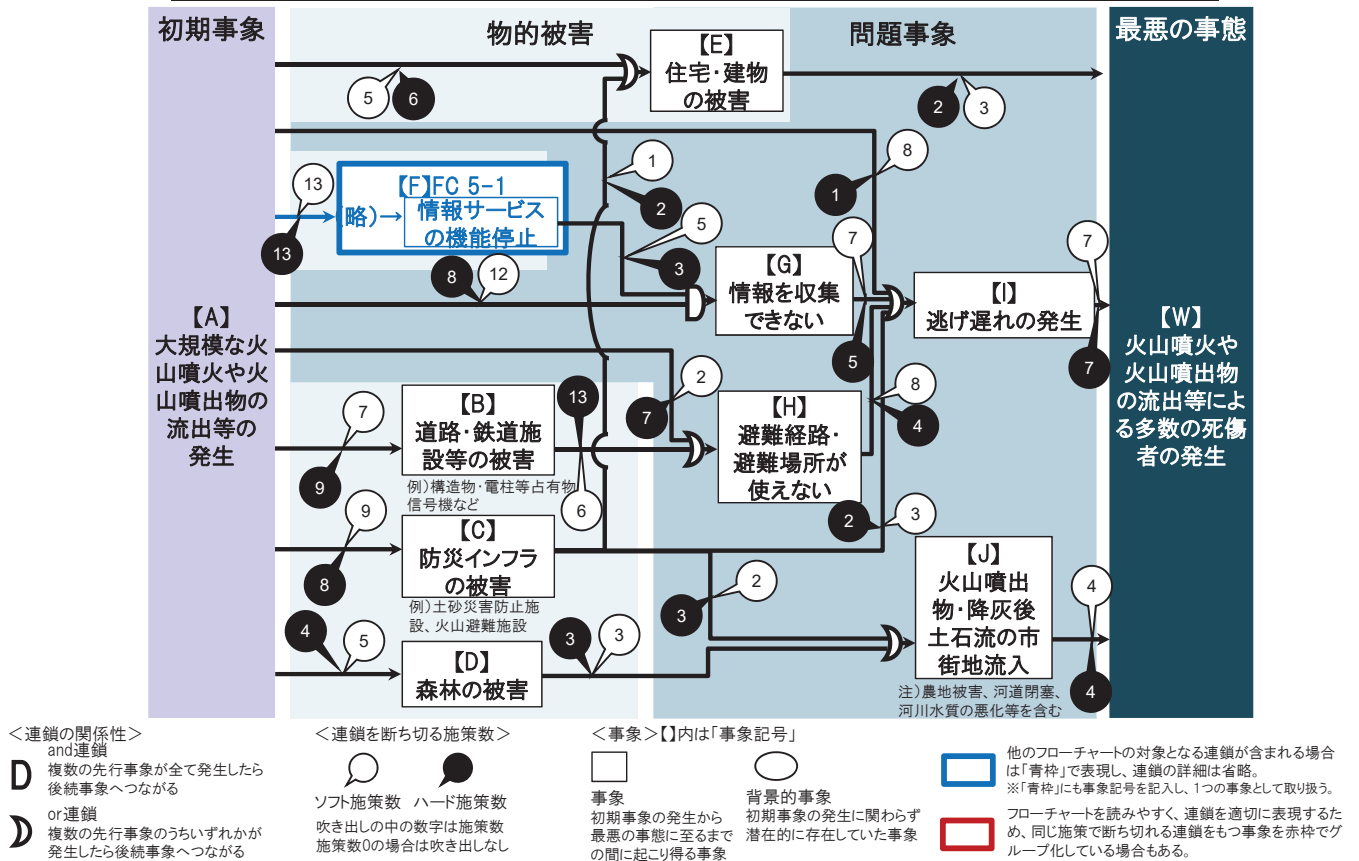 初期事象
物的被害
問題事象
最悪の事態
【E】
住宅・建物
の被害
5
6
2
3
1
2
8
1
13
13
【F】FC 5-1
(略)→
情報サービス
の機能停止
5
3
8
12
【G】
情報を収集
できない
7
5
【I】
逃げ遅れの発生
7
7
【A】
大規模な火
山噴火や火
山噴出物の
流出等の
発生
【W】
火山噴火や
火山噴出物
の流出等によ
る多数の死傷
者の発生
2
7
7
9
【B】
道路・鉄道施
設等の被害
例)構造物・電柱等占有物
信号機など
13
6
【H】
避難経路・
避難場所が
使えない
8
4
9
8
【C】
防災インフラ
の被害
例)土砂災害防止施
設、火山避難施設
2
3
2
3
【J】
火山噴出
物・降灰後
土石流の市
街地流入
注)農地被害、河道閉塞、
河川水質の悪化等を含む
4
4
4
5
【D】
森林の被害
3
3
<連鎖の関係性>
and連鎖
複数の先行事象が全て発生したら
後続事象へつながる
or連鎖
複数の先行事象のうちいずれかが
発生したら後続事象へつながる
<連鎖を断ち切る施策数>
ソフト施策数 ハード施策数
吹き出しの中の数字は施策数
施策数0の場合は吹き出しなし
<事象>【】内は「事象記号」
事象
初期事象の発生から
最悪の事態に至るまで
の間に起こり得る事象
背景的事象
初期事象の発生に関わらず
潜在的に存在していた事象
他のフローチャートの対象となる連鎖が含まれる場合
は「青枠」で表現し、連鎖の詳細は省略。
※「青枠」にも事象記号を記入し、1つの事象として取り扱う。
フローチャートを読みやすく、連鎖を適切に表現するた
め、同じ施策で断ち切れる連鎖をもつ事象を赤枠でグ
ループ化している場合もある。